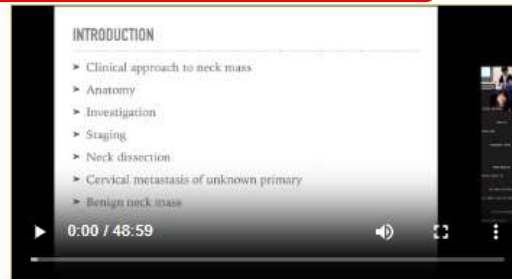 INTRODUCTION
➤ Clinical approach to neck mass
➤ Anatomy
➤ Investigation
➤ Staging
➤ Neck dissection
➤ Cervical metastasis of unknown primary
➤ Benign neck mass
0:00 / 48:59